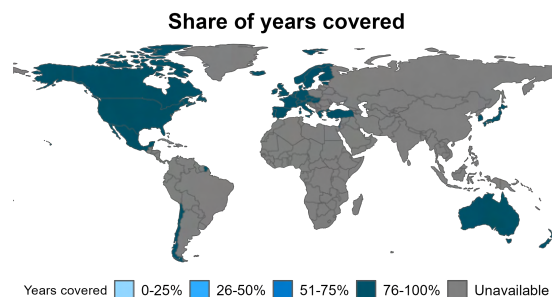 Share of years covered
Years covered 0-25% 26-50% 51-75% 76-100% Unavailable